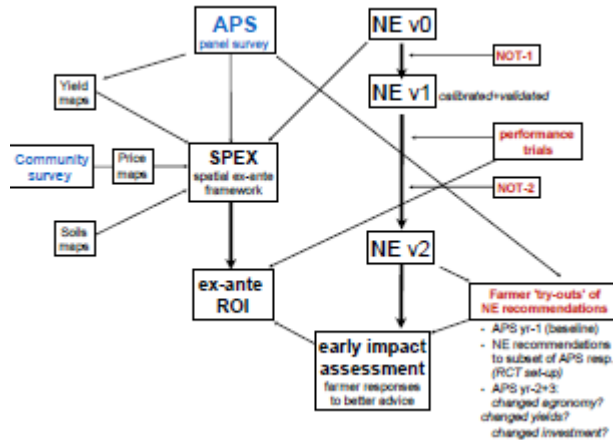 APS
panel survey
NE v0
NOT-1
Yield
maps
NE v1
calibrated+validated
performance
trials
Community
survey
Price
maps
SPEX
spatial ex-ante
framework
NOT-2
Soils
maps
NE v2
ex-ante
ROI
Farmer 'try-outs' of
NE recommendations
early impact
assessment
farmer responses
to better advice
- APS yr-1 (baseline)
- NE recommendations
to subset of APS resp.
(RCT set-up)
- APS yr-2+3:
changed agronomy?
changed yields?
changed investment?